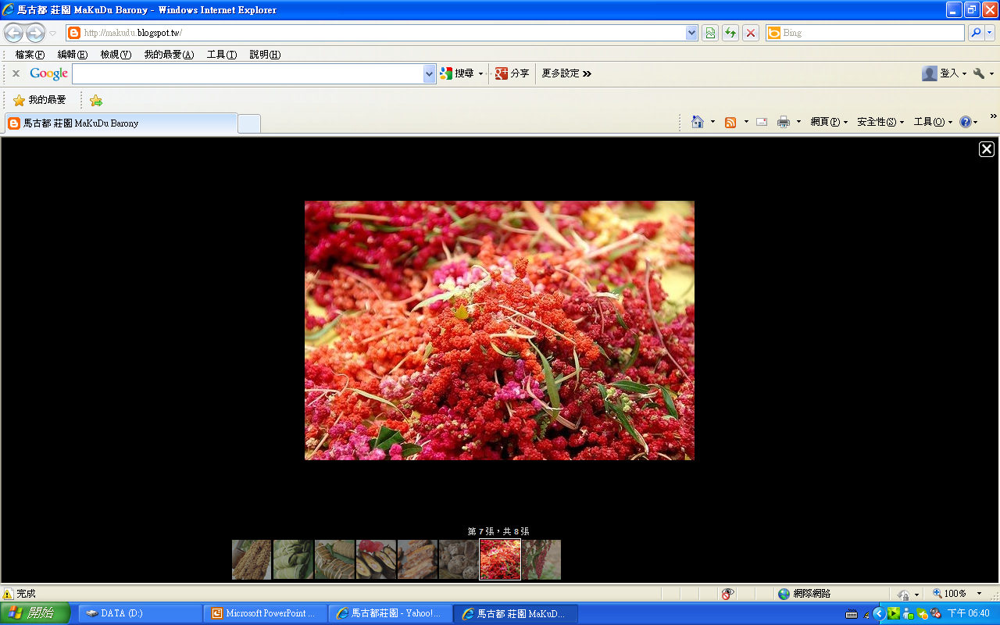 馬古都 莊園 MaKuDu Barony - Windows Internet Explorer
http://makudu.blogspot.tw/
Bing
檔案(F) 編輯(E) 檢視(V) 我的最愛(A) 工具(T) 說明(H)
Google 搜尋 分享 更多設定 » 登入
我的最愛
馬古都 莊園 MaKuDu Barony
網頁(P) 安全性(S) 工具(O) »
第 7 張，共 8 張
完成 網際網路 100%
開始 DATA (D:) Microsoft PowerPoint ... 馬古都莊園 - Yahoo!... 馬古都 莊園 MaKuD... 下午 06:40